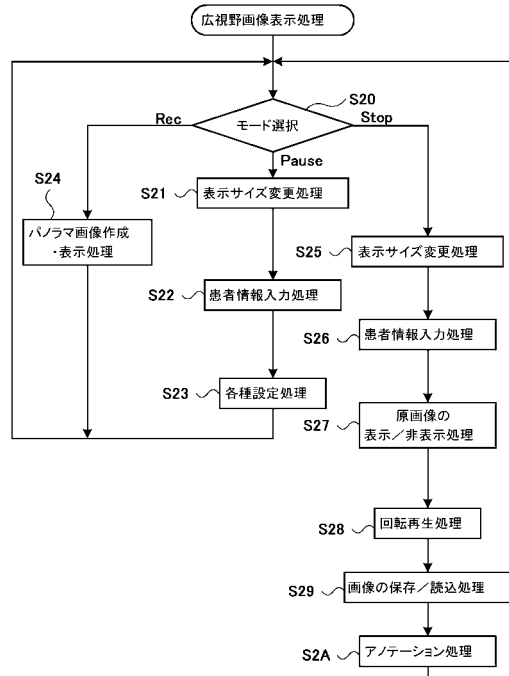 広視野画像表示処理
S20
モード選択
Rec
Stop
Pause
S24
パノラマ画像作成
・表示処理
S21
表示サイズ変更処理
S22
患者情報入力処理
S23
各種設定処理
S25
表示サイズ変更処理
S26
患者情報入力処理
S27
原画像の
表示／非表示処理
S28
回転再生処理
S29
画像の保存／読込処理
S2A
アノテーション処理